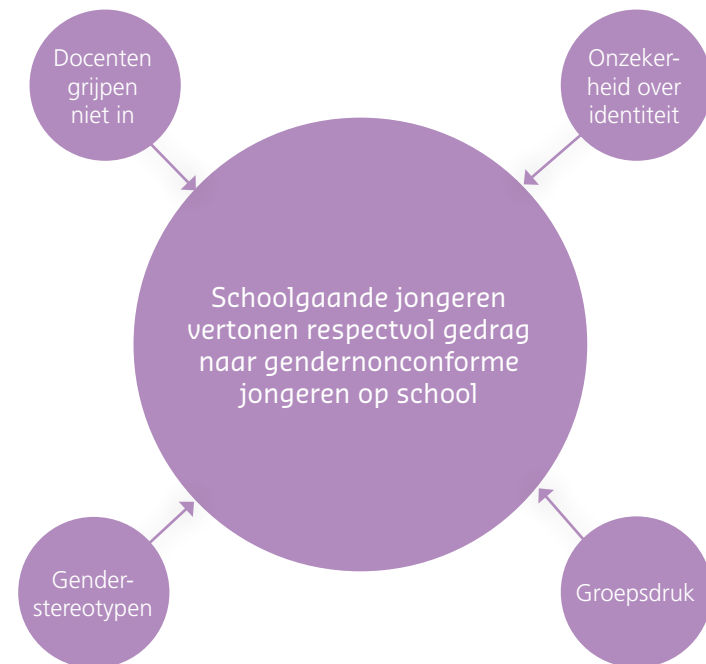 Docenten
grijpen
niet in
Onzeker-
heid over
identiteit
Schoolgaande jongeren
vertonen respectvol gedrag
naar gendernonconforme
jongeren op school
Gender-
stereotypen
Groepsdruk